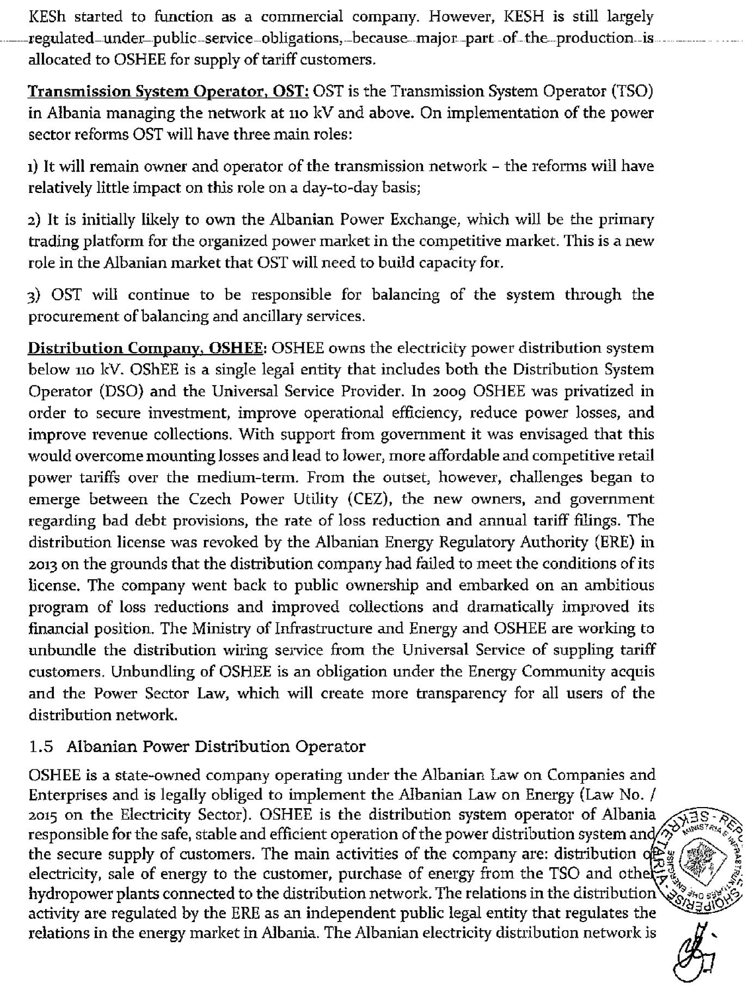 KESh started to function as a commercial company. However, KESH is still largely
regulated under public service obligations, because major part of the production is
allocated to OSHEE for supply of tariff customers.
Transmission System Operator, OST: OST is the Transmission System Operator (TSO)
in Albania managing the network at 110 kV and above. On implementation of the power
sector reforms OST will have three main roles:
1) It will remain owner and operator of the transmission network – the reforms will have
relatively little impact on this role on a day-to-day basis;
2) It is initially likely to own the Albanian Power Exchange, which will be the primary
trading platform for the organized power market in the competitive market. This is a new
role in the Albanian market that OST will need to build capacity for.
3) OST will continue to be responsible for balancing of the system through the
procurement of balancing and ancillary services.
Distribution Company, OSHEE: OSHEE owns the electricity power distribution system
below 110 kV. OShEE is a single legal entity that includes both the Distribution System
Operator (DSO) and the Universal Service Provider. In 2009 OSHEE was privatized in
order to secure investment, improve operational efficiency, reduce power losses, and
improve revenue collections. With support from government it was envisaged that this
would overcome mounting losses and lead to lower, more affordable and competitive retail
power tariffs over the medium-term. From the outset, however, challenges began to
emerge between the Czech Power Utility (CEZ), the new owners, and government
regarding bad debt provisions, the rate of loss reduction and annual tariff filings. The
distribution license was revoked by the Albanian Energy Regulatory Authority (ERE) in
2013 on the grounds that the distribution company had failed to meet the conditions of its
license. The company went back to public ownership and embarked on an ambitious
program of loss reductions and improved collections and dramatically improved its
financial position. The Ministry of Infrastructure and Energy and OSHEE are working to
unbundle the distribution wiring service from the Universal Service of suppling tariff
customers. Unbundling of OSHEE is an obligation under the Energy Community acquis
and the Power Sector Law, which will create more transparency for all users of the
distribution network.
1.5 Albanian Power Distribution Operator
OSHEE is a state-owned company operating under the Albanian Law on Companies and
Enterprises and is legally obliged to implement the Albanian Law on Energy (Law No. /
2015 on the Electricity Sector). OSHEE is the distribution system operator of Albania
responsible for the safe, stable and efficient operation of the power distribution system and
the secure supply of customers. The main activities of the company are: distribution of
electricity, sale of energy to the customer, purchase of energy from the TSO and other
hydropower plants connected to the distribution network. The relations in the distribution
activity are regulated by the ERE as an independent public legal entity that regulates the
relations in the energy market in Albania. The Albanian electricity distribution network is